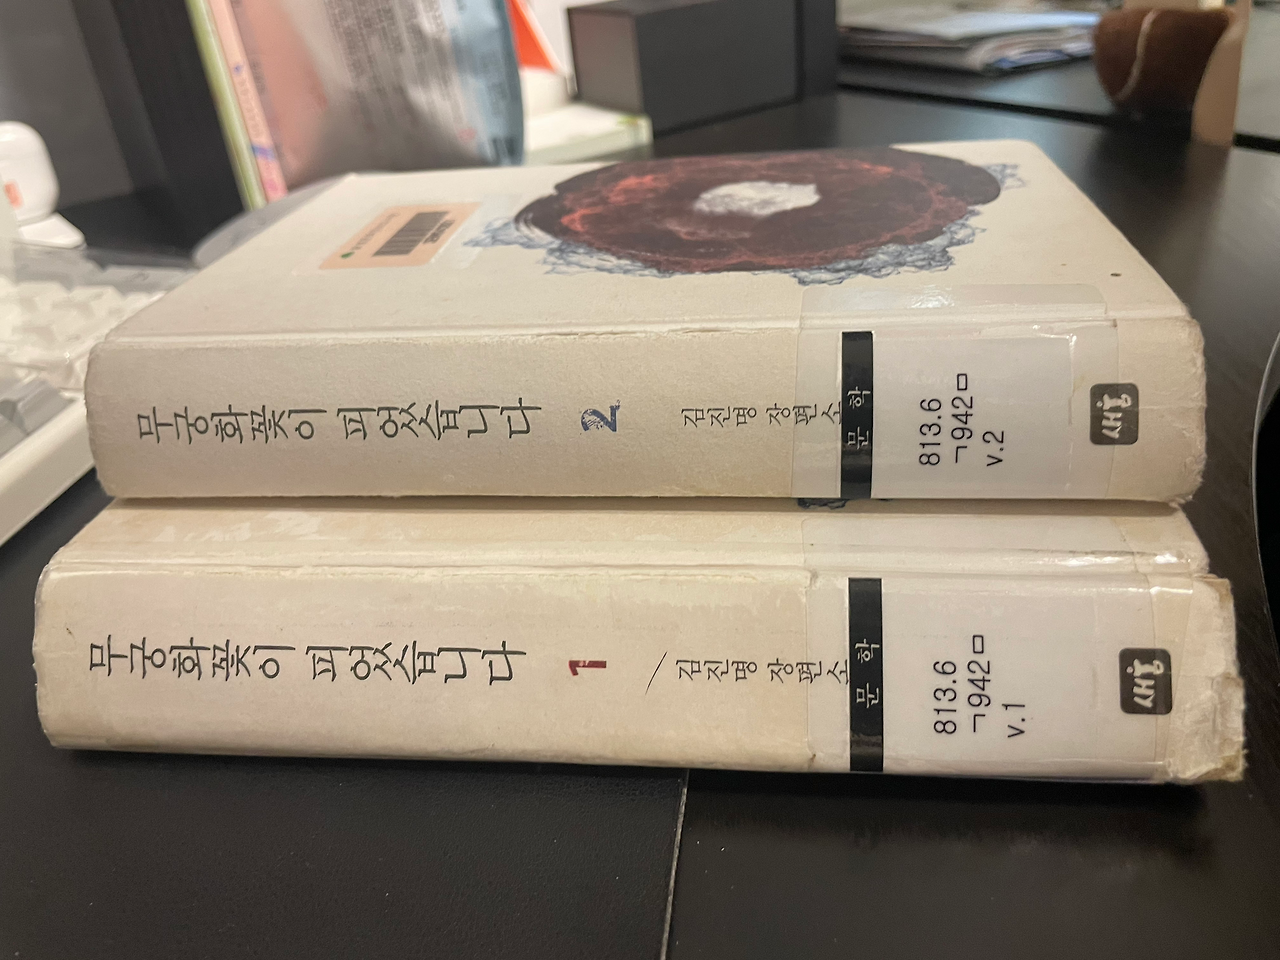 무궁화꽃이 피었습니다 2 김진명 장편소
문학
813.6
ㄱ942ㅁ
v.2
새움
무궁화꽃이 피었습니다 1 / 김진명 장편소
문학
813.6
ㄱ942ㅁ
v.1
새움